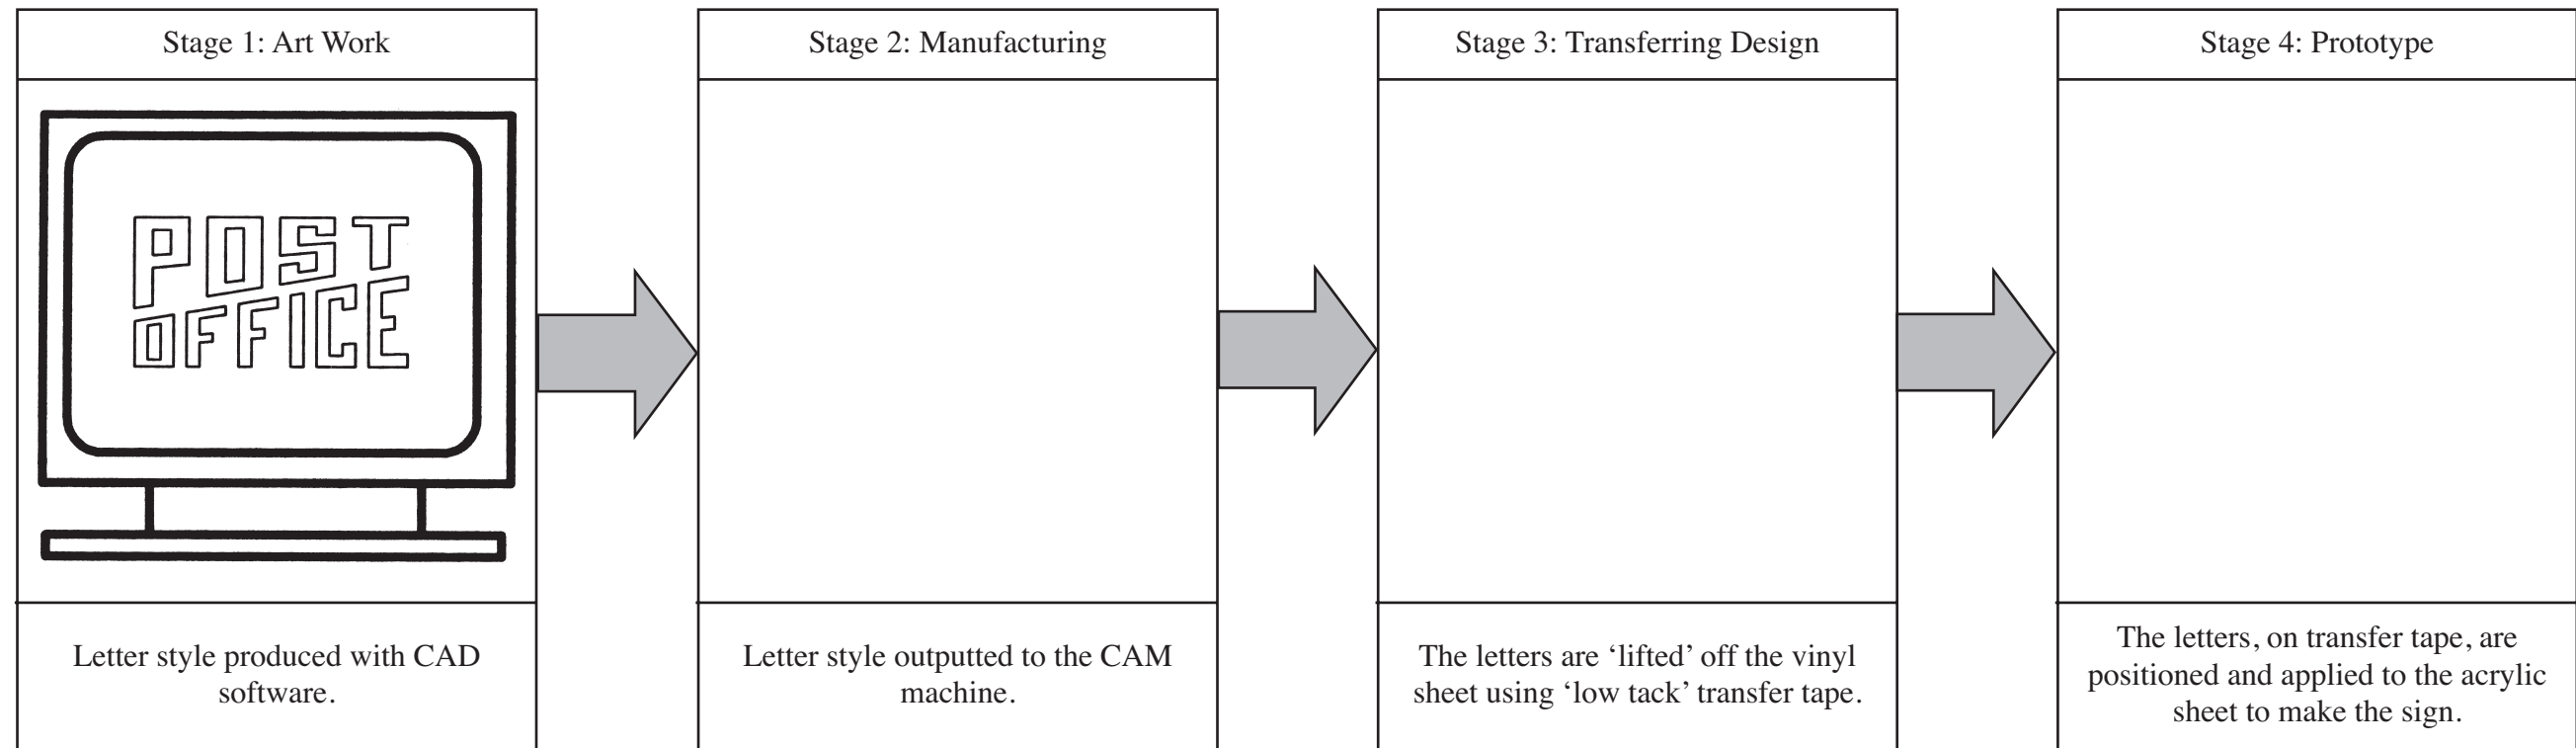 Stage 1: Art Work
POST
OFFICE
Letter style produced with CAD
software.
Stage 2: Manufacturing
Letter style outputted to the CAM
machine.
Stage 3: Transferring Design
The letters are ‘lifted’ off the vinyl
sheet using ‘low tack’ transfer tape.
Stage 4: Prototype
The letters, on transfer tape, are
positioned and applied to the acrylic
sheet to make the sign.